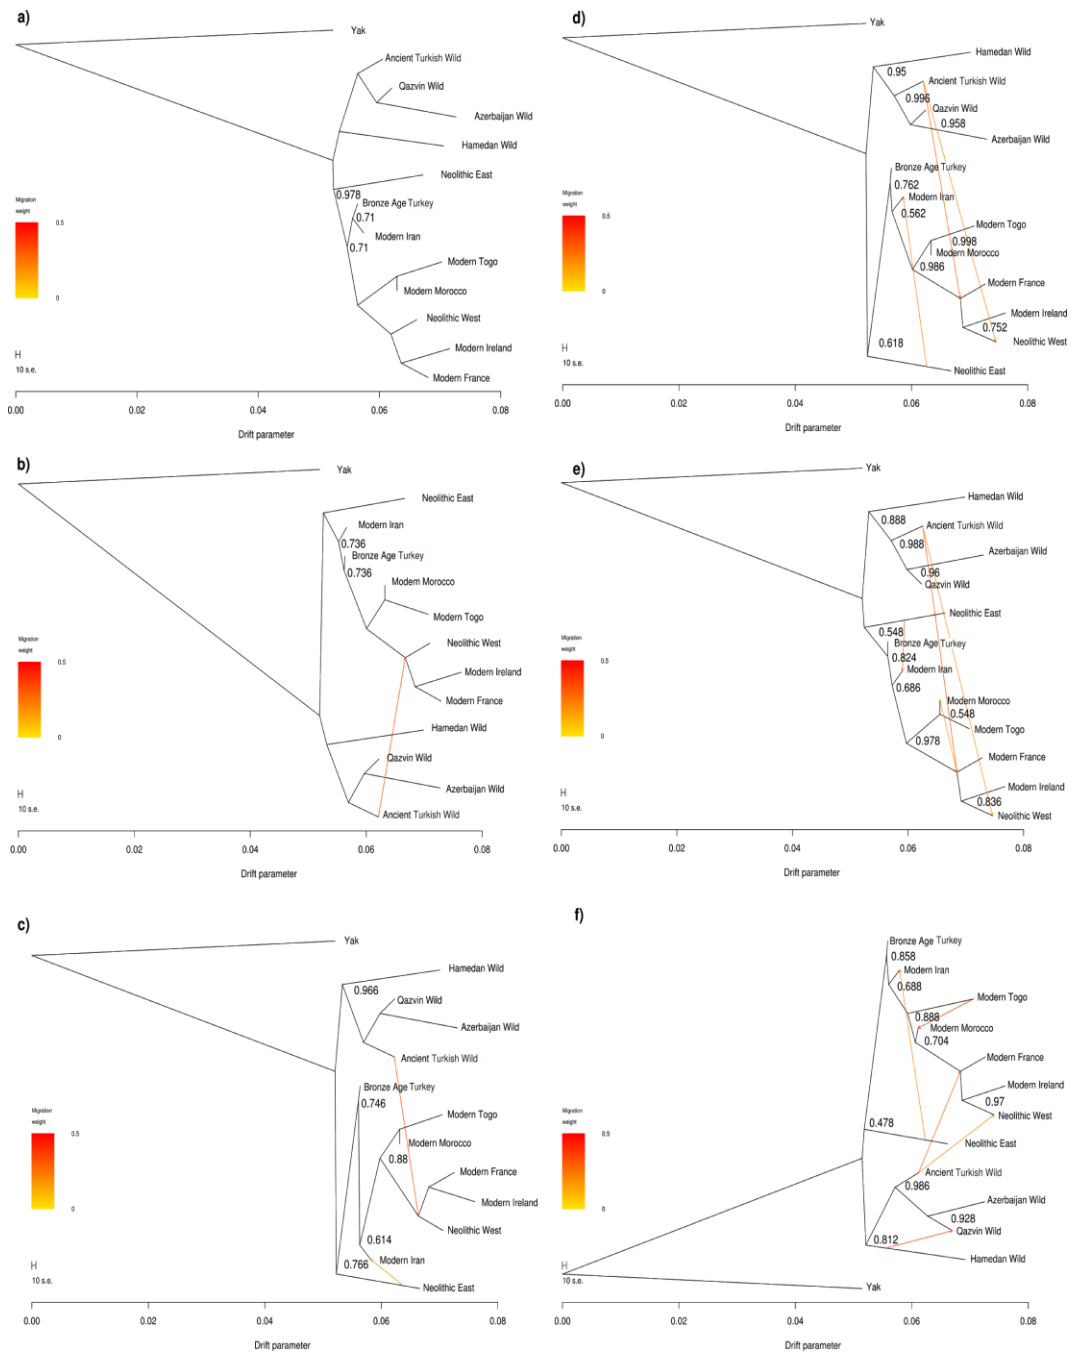 a)
Yak
Ancient Turkish Wild
Qazvin Wild
Azerbaijan Wild
Hamedan Wild
Neolithic East
0.978
Bronze Age Turkey
0.71
Modern Iran
0.71
Modern Togo
Modern Morocco
Neolithic West
Modern Ireland
Modern France
Migration
weight
0.5
0
10 s.e.
0.00 0.02 0.04 0.06 0.08
Drift parameter
b)
Yak
Neolithic East
Modern Iran
0.736
Bronze Age Turkey
0.736
Modern Morocco
Modern Togo
Neolithic West
Modern Ireland
Modern France
Hamedan Wild
Qazvin Wild
Azerbaijan Wild
Ancient Turkish Wild
Migration
weight
0.5
0
10 s.e.
0.00 0.02 0.04 0.06 0.08
Drift parameter
c)
Yak
Hamedan Wild
0.966
Qazvin Wild
Azerbaijan Wild
Ancient Turkish Wild
Bronze Age Turkey
0.746
Modern Togo
Modern Morocco
0.88
Modern France
Modern Ireland
Neolithic West
0.614
Modern Iran
0.766
Neolithic East
Migration
weight
0.5
0
10 s.e.
0.00 0.02 0.04 0.06 0.08
Drift parameter
d)
Yak
Hamedan Wild
0.95
Ancient Turkish Wild
0.996
Qazvin Wild
0.958
Azerbaijan Wild
Bronze Age Turkey
0.762
Modern Iran
0.562
Modern Togo
0.998
Modern Morocco
0.986
Modern France
Modern Ireland
0.752
Neolithic West
0.618
Neolithic East
Migration
weight
0.5
0
10 s.e.
0.00 0.02 0.04 0.06 0.08
Drift parameter
e)
Yak
Hamedan Wild
0.888
Ancient Turkish Wild
0.988
Azerbaijan Wild
0.96
Qazvin Wild
Neolithic East
0.548
Bronze Age Turkey
0.824
Modern Iran
0.686
Modern Morocco
0.548
Modern Togo
0.978
Modern France
Modern Ireland
0.836
Neolithic West
Migration
weight
0.5
0
10 s.e.
0.00 0.02 0.04 0.06 0.08
Drift parameter
f)
Bronze Age Turkey
0.858
Modern Iran
0.688
Modern Togo
0.888
Modern Morocco
0.704
Modern France
Modern Ireland
0.97
Neolithic West
0.478
Neolithic East
Ancient Turkish Wild
0.986
Azerbaijan Wild
0.928
Qazvin Wild
0.812
Hamedan Wild
Yak
Migration
weight
0.5
0
10 s.e.
0.00 0.02 0.04 0.06 0.08
Drift parameter